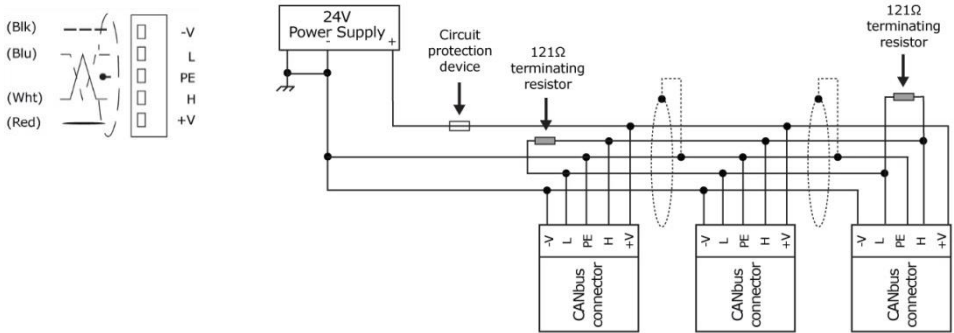 (Blk)
(Blu)
(Wht)
(Red)
-V
L
PE
H
+V
24V
Power Supply
-
+
Circuit
protection
device
121Ω
terminating
resistor
121Ω
terminating
resistor
-V L PE H +V
CANbus
connector
-V L PE H +V
CANbus
connector
-V L PE H +V
CANbus
connector